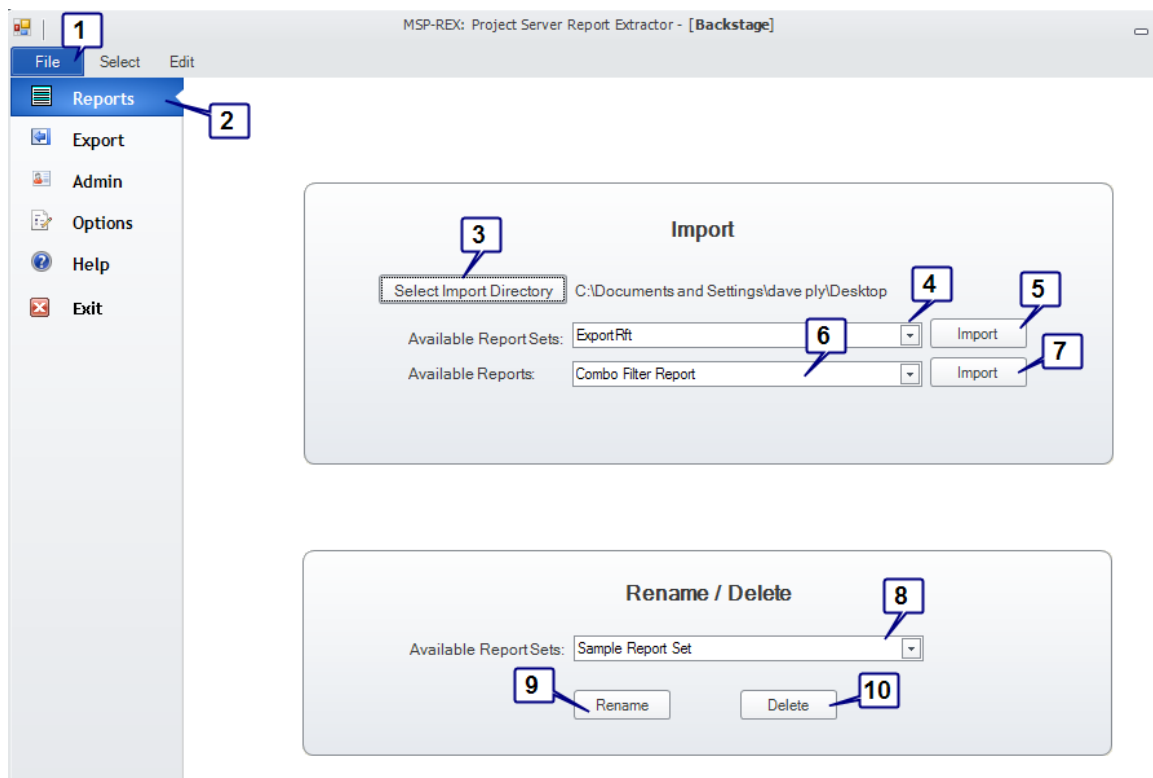 MSP-REX: Project Server Report Extractor - [Backstage]
1
File Select Edit
Reports
2
Export
Admin
Options
Help
Exit
Import
3
Select Import Directory C:\Documents and Settings\dave ply\Desktop
4
5
Available Report Sets: ExportRft Import
6
7
Available Reports: Combo Filter Report Import
Rename / Delete
8
Available Report Sets: Sample Report Set
9
Rename
Delete
10